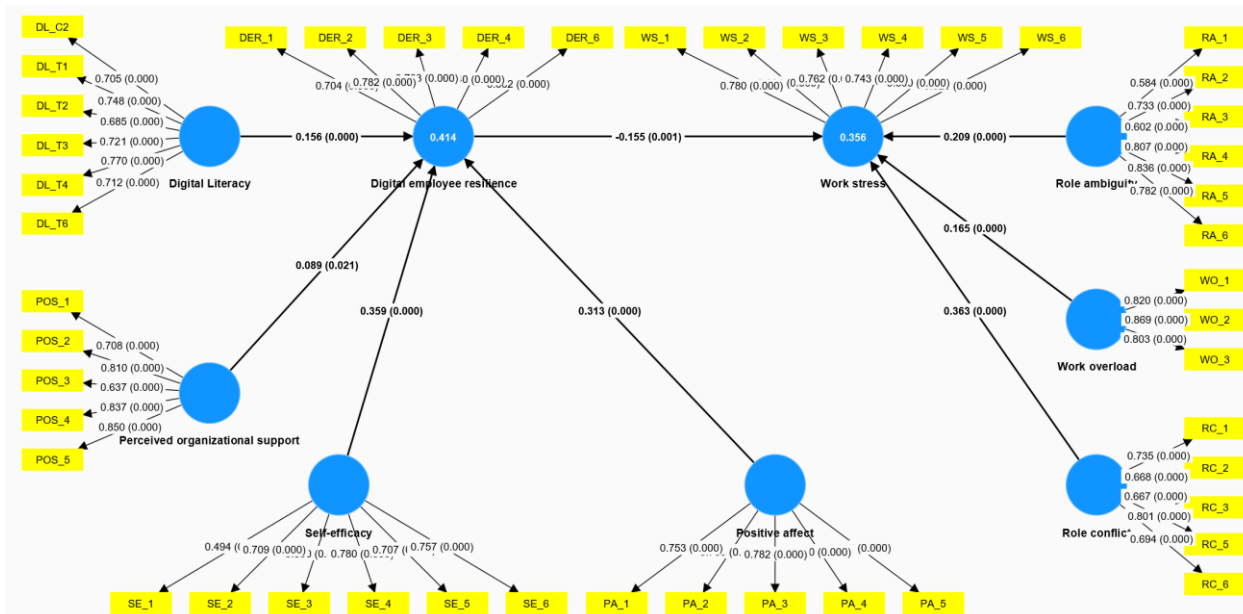 DL_C2
DL_T1
DL_T2
DL_T3
DL_T4
DL_T6
0.705 (0.000)
0.748 (0.000)
0.685 (0.000)
0.721 (0.000)
0.770 (0.000)
0.712 (0.000)
Digital Literacy
DER_1
DER_2
DER_3
DER_4
DER_6
0.704
0.782 (0.000)
0.414
Digital employee resilience
0.156 (0.000)
-0.155 (0.001)
WS_1
WS_2
WS_3
WS_4
WS_5
WS_6
0.780
0.762
0.743 (0.000)
0.356
Work stress
0.209 (0.000)
RA_1
RA_2
RA_3
RA_4
RA_5
RA_6
0.584 (0.000)
0.733 (0.000)
0.602 (0.000)
0.807 (0.000)
0.836 (0.000)
0.782 (0.000)
Role ambiguity
0.089 (0.021)
0.359 (0.000)
0.313 (0.000)
0.165 (0.000)
0.363 (0.000)
POS_1
POS_2
POS_3
POS_4
POS_5
0.708 (0.000)
0.810 (0.000)
0.637 (0.000)
0.837 (0.000)
0.850 (0.000)
Perceived organizational support
WO_1
WO_2
WO_3
0.820 (0.000)
0.869 (0.000)
0.803 (0.000)
Work overload
Self-efficacy
0.494
0.709 (0.000)
0.780
0.707
0.757 (0.000)
SE_1
SE_2
SE_3
SE_4
SE_5
SE_6
Positive affect
0.753 (0.000)
0.782 (0.000)
(0.000)
PA_1
PA_2
PA_3
PA_4
PA_5
RC_1
RC_2
RC_3
RC_5
RC_6
0.735 (0.000)
0.668 (0.000)
0.667 (0.000)
0.801 (0.000)
0.694 (0.000)
Role conflict